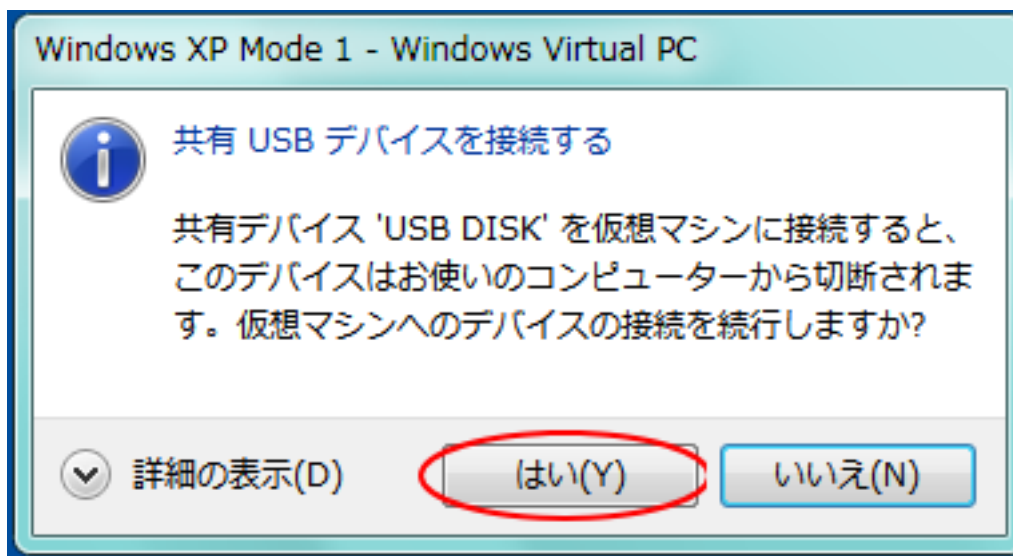 Windows XP Mode 1 - Windows Virtual PC
共有 USB デバイスを接続する
共有デバイス 'USB DISK' を仮想マシンに接続すると、
このデバイスはお使いのコンピューターから切断されま
す。仮想マシンへのデバイスの接続を続行しますか?
詳細の表示(D) はい(Y) いいえ(N)